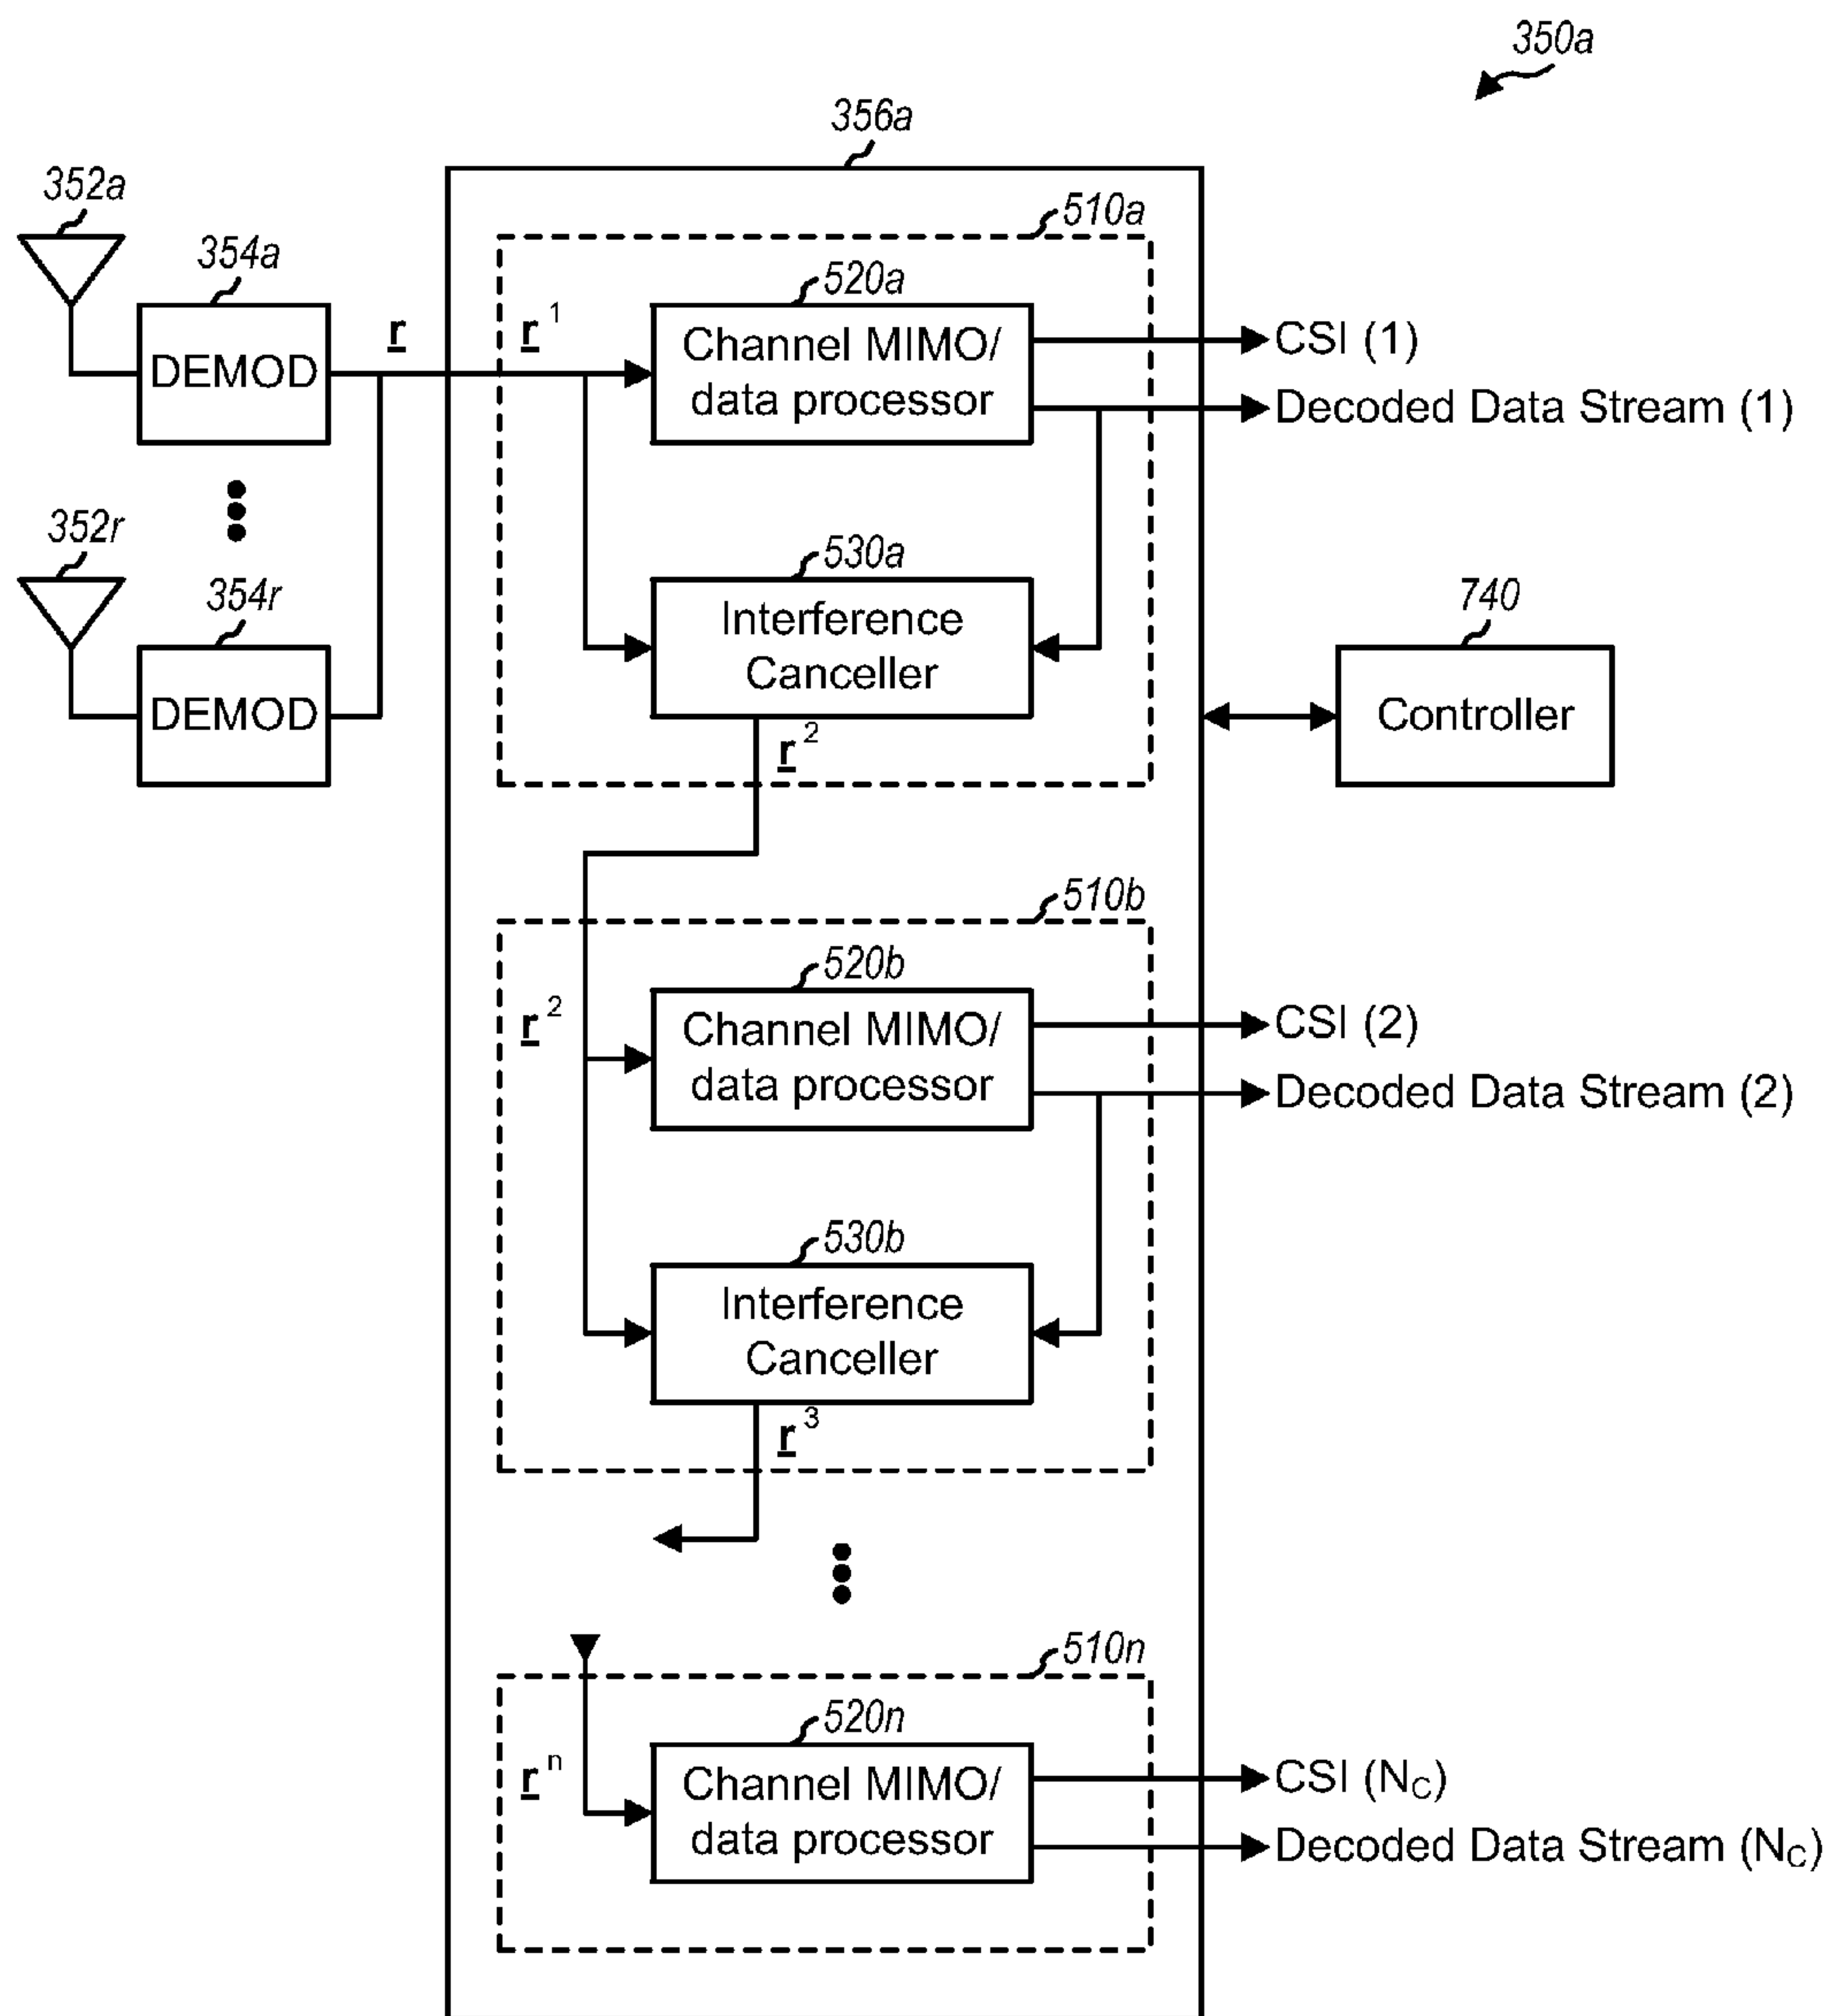 350a
356a
352a
510a
354a
520a
r
r 1
Channel MIMO/
data processor
CSI (1)
DEMOD
Decoded Data Stream (1)
352r
530a
354r
740
Interference
Canceller
DEMOD
Controller
r 2
510b
520b
r 2
Channel MIMO/
data processor
CSI (2)
Decoded Data Stream (2)
530b
Interference
Canceller
r 3
510n
520n
r n
Channel MIMO/
data processor
CSI (NC)
Decoded Data Stream (NC)